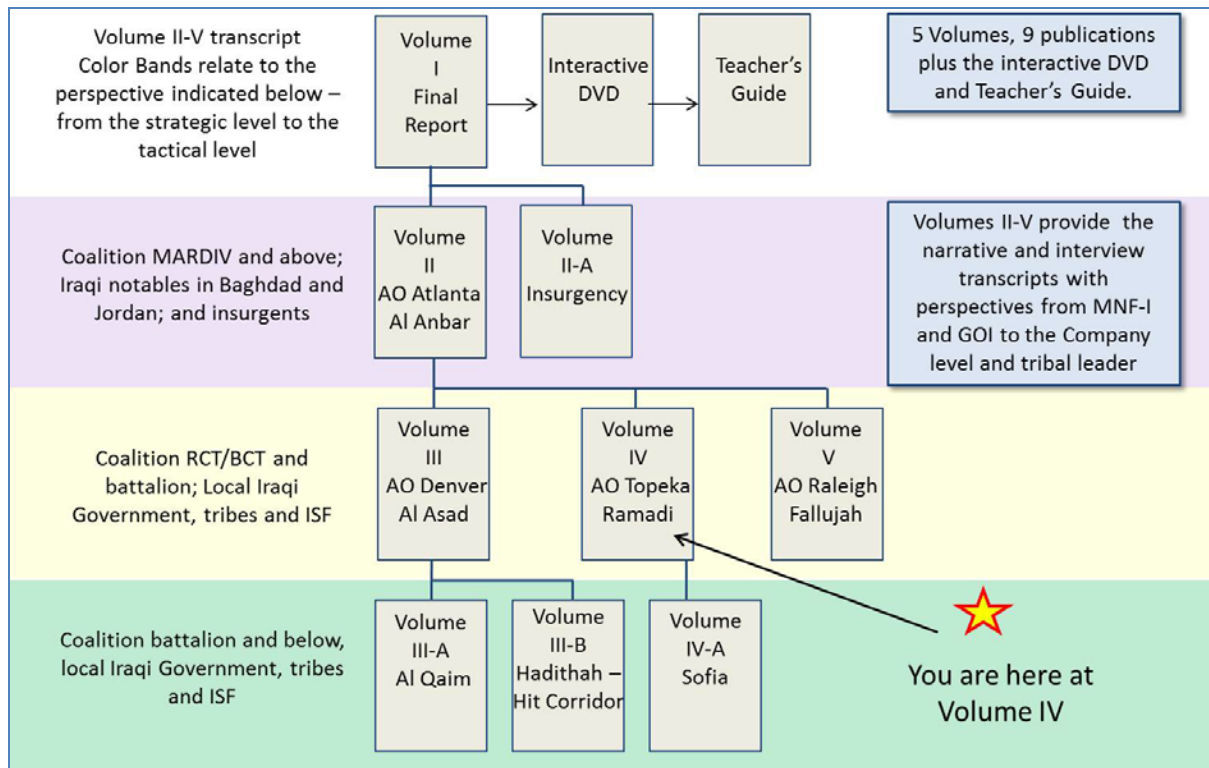 Volume II-V transcript
Color Bands relate to the
perspective indicated below –
from the strategic level to the
tactical level
Volume
I
Final
Report
Interactive
DVD
Teacher's
Guide
5 Volumes, 9 publications
plus the interactive DVD
and Teacher's Guide.
Coalition MARDIV and above;
Iraqi notables in Baghdad and
Jordan; and insurgents
Volume
II
AO Atlanta
Al Anbar
Volume
II-A
Insurgency
Volumes II-V provide the
narrative and interview
transcripts with
perspectives from MNF-I
and GOI to the Company
level and tribal leader
Coalition RCT/BCT and
battalion; Local Iraqi
Government, tribes and ISF
Volume
III
AO Denver
Al Asad
Volume
IV
AO Topeka
Ramadi
Volume
V
AO Raleigh
Fallujah
Coalition battalion and below,
local Iraqi Government, tribes
and ISF
Volume
III-A
Al Qaim
Volume
III-B
Hadithah –
Hit Corridor
Volume
IV-A
Sofia
You are here at
Volume IV